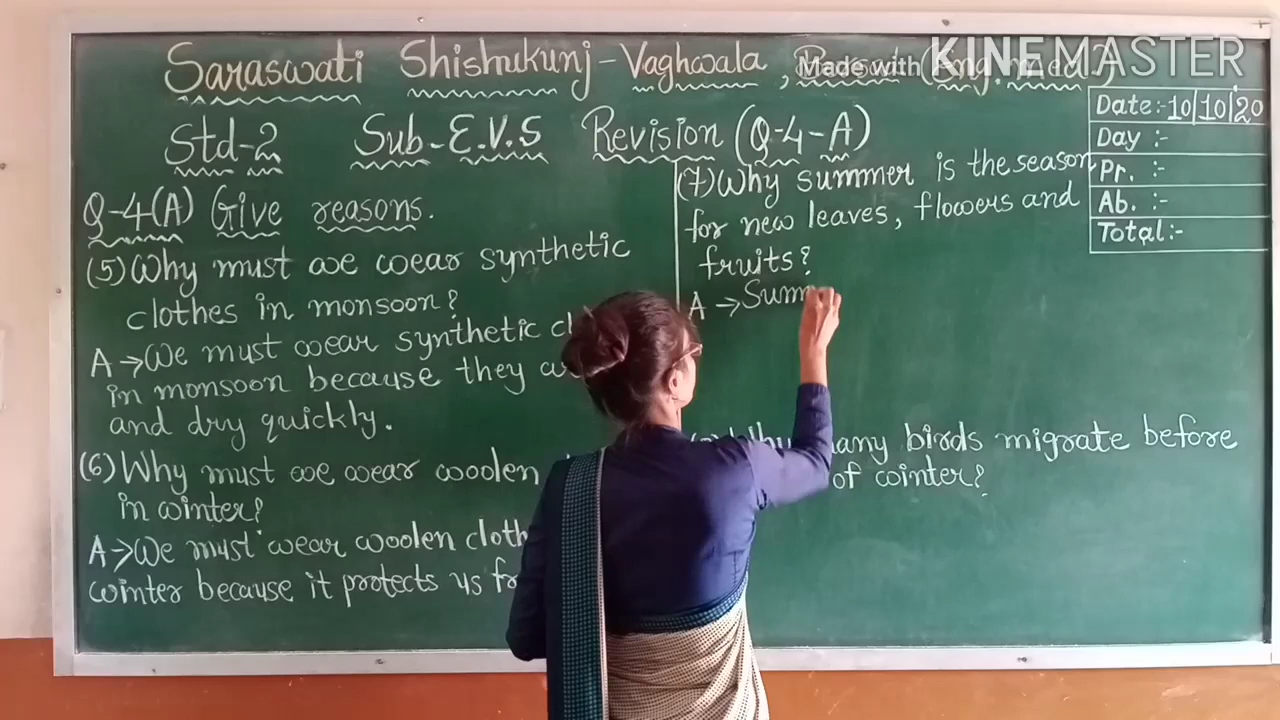 Saraswati Shishukunj - Vaghwala, (Eng. med.)
Made with KINEMASTER
Std-2 Sub- E.V.S Revision (Q-4-A)
Date:- 10/10/20
Day :-
Pr. :-
Ab. :-
Total:-
Q-4(A) Give reasons.
(5) Why must we wear synthetic
clothes in monsoon?
A → We must wear synthetic
in monsoon because they
and dry quickly.
(6) Why must we wear woolen
in winter?
A → We must wear woolen
winter because it protects us
(7) Why summer is the season
for new leaves, flowers and
fruits?
A → Summ
birds migrate before
of winter?